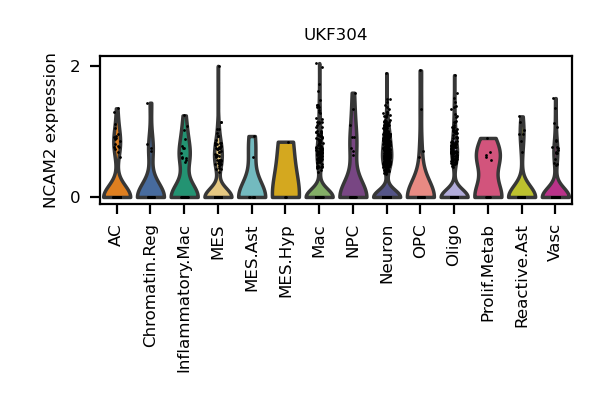 UKF304
NCAM2 expression
2
0
AC
Chromatin.Reg
Inflammatory.Mac
MES
MES.Ast
MES.Hyp
Mac
NPC
Neuron
OPC
Oligo
Prolif.Metab
Reactive.Ast
Vasc